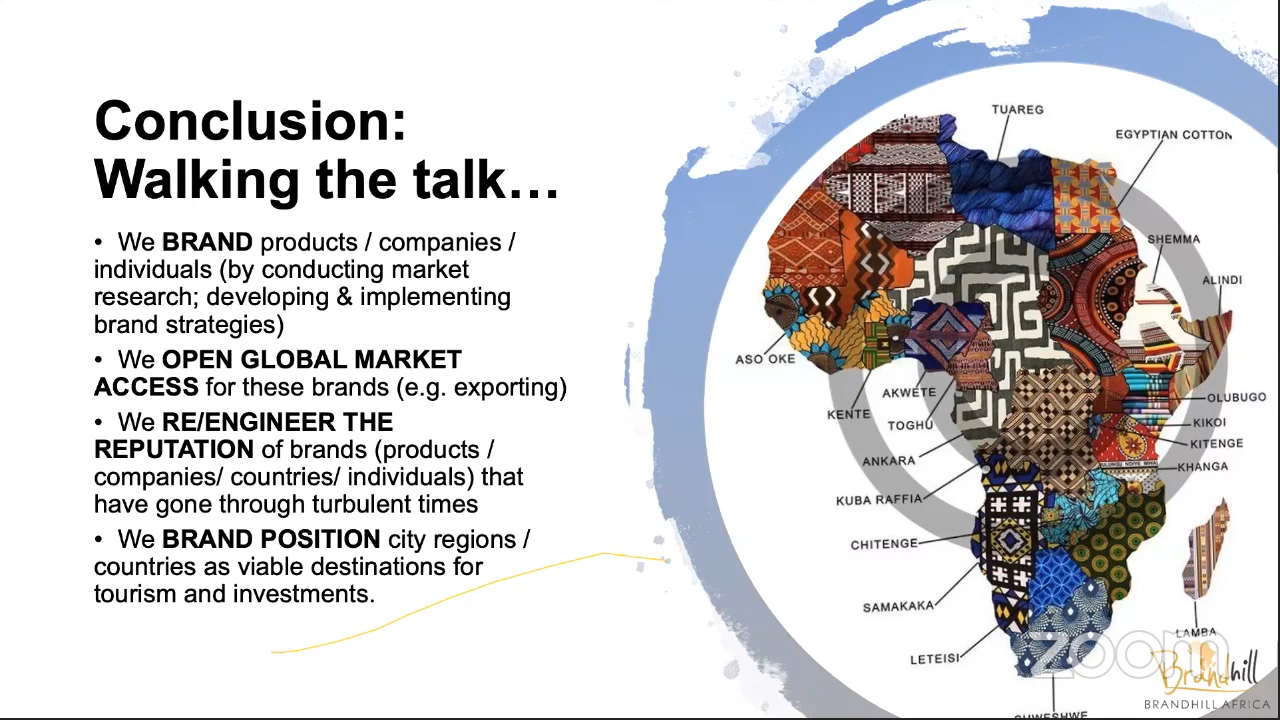 Conclusion:
Walking the talk…
• We BRAND products / companies /
individuals (by conducting market
research; developing & implementing
brand strategies)
• We OPEN GLOBAL MARKET
ACCESS for these brands (e.g. exporting)
• We RE/ENGINEER THE
REPUTATION of brands (products /
companies/ countries/ individuals) that
have gone through turbulent times
• We BRAND POSITION city regions /
countries as viable destinations for
tourism and investments.
TUAREG
EGYPTIAN COTTON
SHEMMA
ALINDI
ASO OKE
KENTE
AKWETE
TOGHU
ANKARA
KUBA RAFFIA
CHITENGE
SAMAKAKA
LETEISI
OLUBUGO
KIKOI
KITENGE
KHANGA
LAMBA
SHWESHWE
zoom
Brandhill
BRANDHILL AFRICA